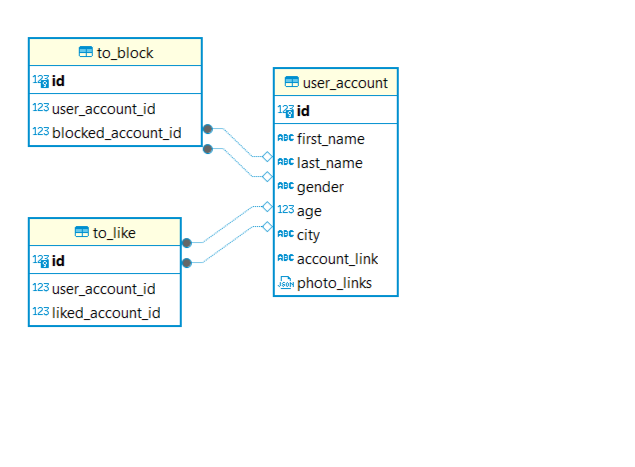 to_block
123 id
123 user_account_id
123 blocked_account_id
user_account
123 id
ABC first_name
ABC last_name
ABC gender
123 age
ABC city
ABC account_link
JSON photo_links
to_like
123 id
123 user_account_id
123 liked_account_id